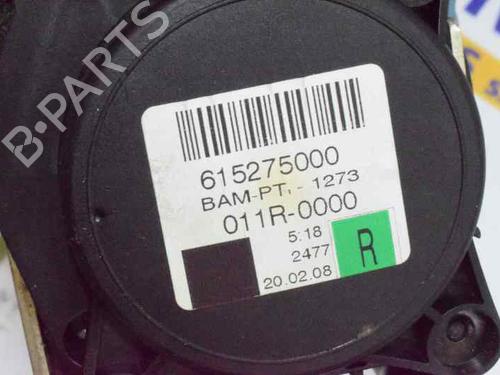 B-PARTS
615275000
BAM-PT, - 1273
011R-0000
5:18
2477
20.02.08
R